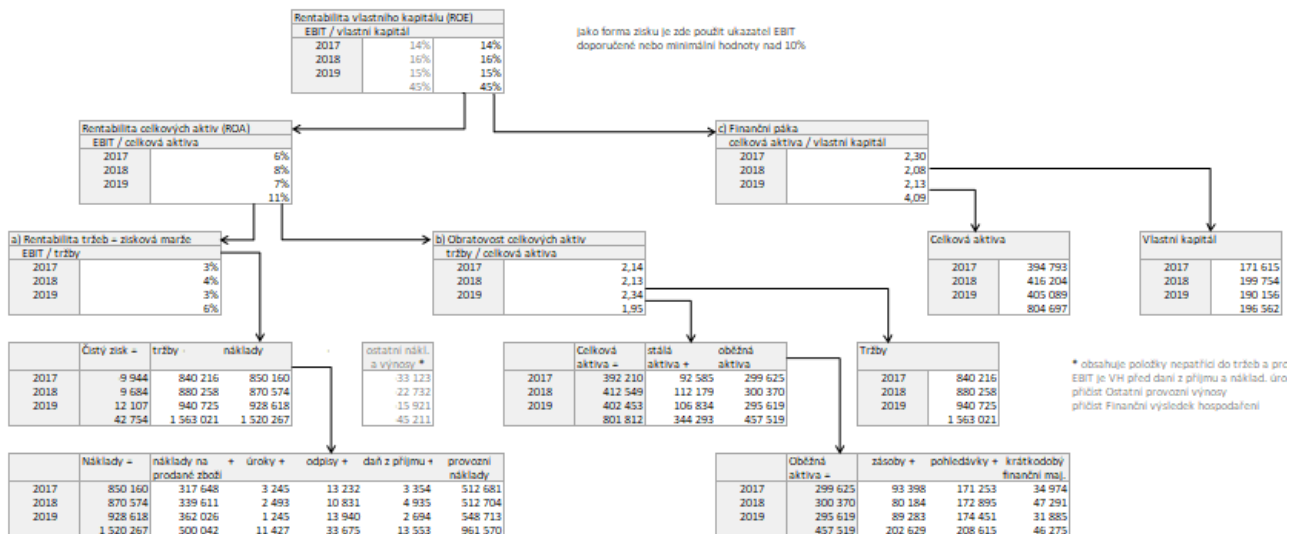 Rentabilita vlastního kapitálu (ROE)
EBIT / vlastní kapitál
2017 14% 14%
2018 16% 16%
2019 15% 15%
45% 45%
jako forma zisku je zde použit ukazatel EBIT
doporučené nebo minimální hodnoty nad 10%
Rentabilita celkových aktiv (ROA)
EBIT / celková aktiva
2017 6%
2018 8%
2019 7%
11%
c) Finanční páka
celková aktiva / vlastní kapitál
2017 2,30
2018 2,08
2019 2,13
4,09
a) Rentabilita tržeb = zisková marže
EBIT / tržby
2017 3%
2018 4%
2019 3%
6%
b) Obratovost celkových aktiv
tržby / celková aktiva
2017 2,14
2018 2,13
2019 2,34
1,95
Celková aktiva
2017 394 793
2018 416 204
2019 405 089
804 697
Vlastní kapitál
2017 171 615
2018 199 754
2019 190 156
196 562
Čistý zisk = tržby - náklady
2017 -9 944 840 216 850 160
2018 9 684 880 258 870 574
2019 12 107 940 725 928 618
42 754 1 563 021 1 520 267
ostatní nákl.
a výnosy *
-33 123
-22 732
-15 921
-45 211
Celková stálá oběžná
aktiva = aktiva + aktiva
2017 392 210 92 585 299 625
2018 412 549 112 179 300 370
2019 402 453 106 834 295 619
801 812 344 293 457 519
Tržby
2017 840 216
2018 880 258
2019 940 725
1 563 021
* obsahuje položky nepatřící do tržeb a pro
EBIT je VH před daní z příjmu a náklad. úro
přičíst Ostatní provozní výnosy
přičíst Finanční výsledek hospodaření
Náklady = náklady na + úroky + odpisy + daň z příjmu + provozní
prodané zboží náklady
2017 850 160 317 648 3 245 13 232 3 354 512 681
2018 870 574 339 611 2 493 10 831 4 935 512 704
2019 928 618 362 026 1 245 13 940 2 694 548 713
1 520 267 500 042 11 427 33 675 13 553 961 570
Oběžná zásoby + pohledávky + krátkodobý
aktiva = finanční maj.
2017 299 625 93 398 171 253 34 974
2018 300 370 80 184 172 895 47 291
2019 295 619 89 283 174 451 31 885
457 519 202 629 208 615 46 275